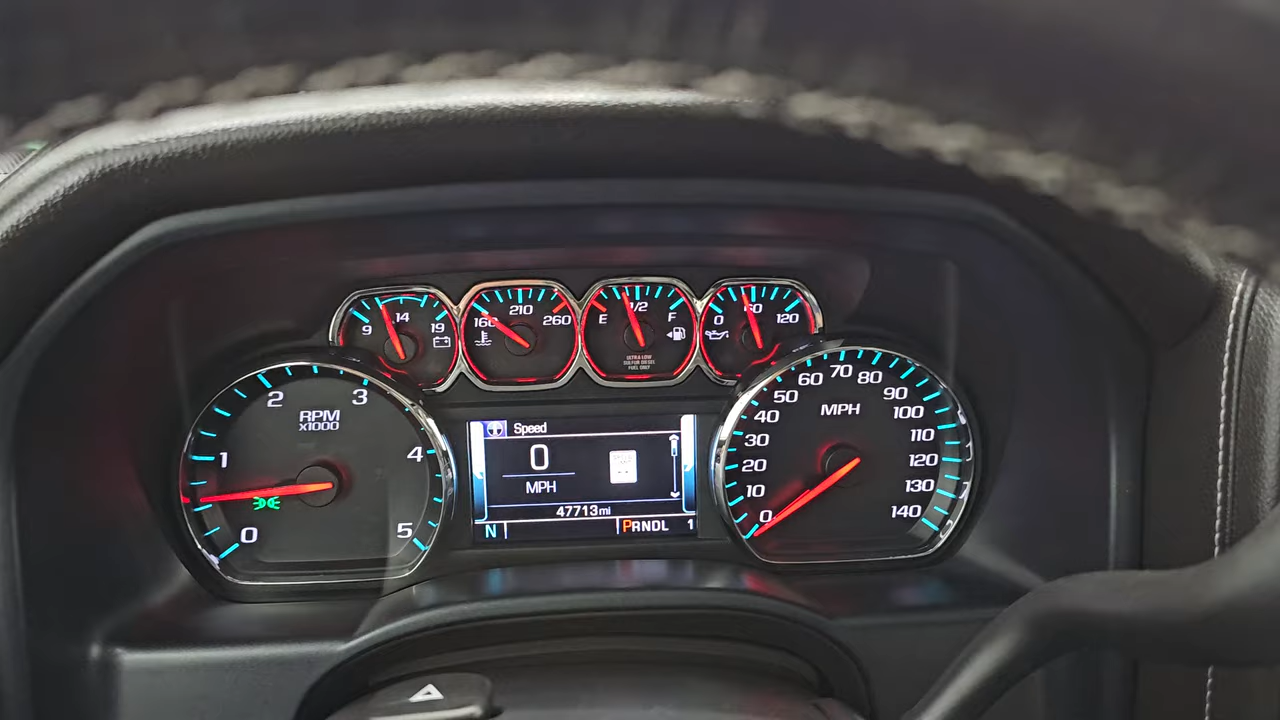 9 14 19
160 210 260
E 1/2 F
ULTRA LOW
SULFUR DIESEL
FUEL ONLY
0 60 120
RPM
x1000
0 1 2 3 4 5
Speed
0
MPH
47713mi
N
PRNDL 1
MPH
0 10 20 30 40 50 60 70 80 90 100 110 120 130 140